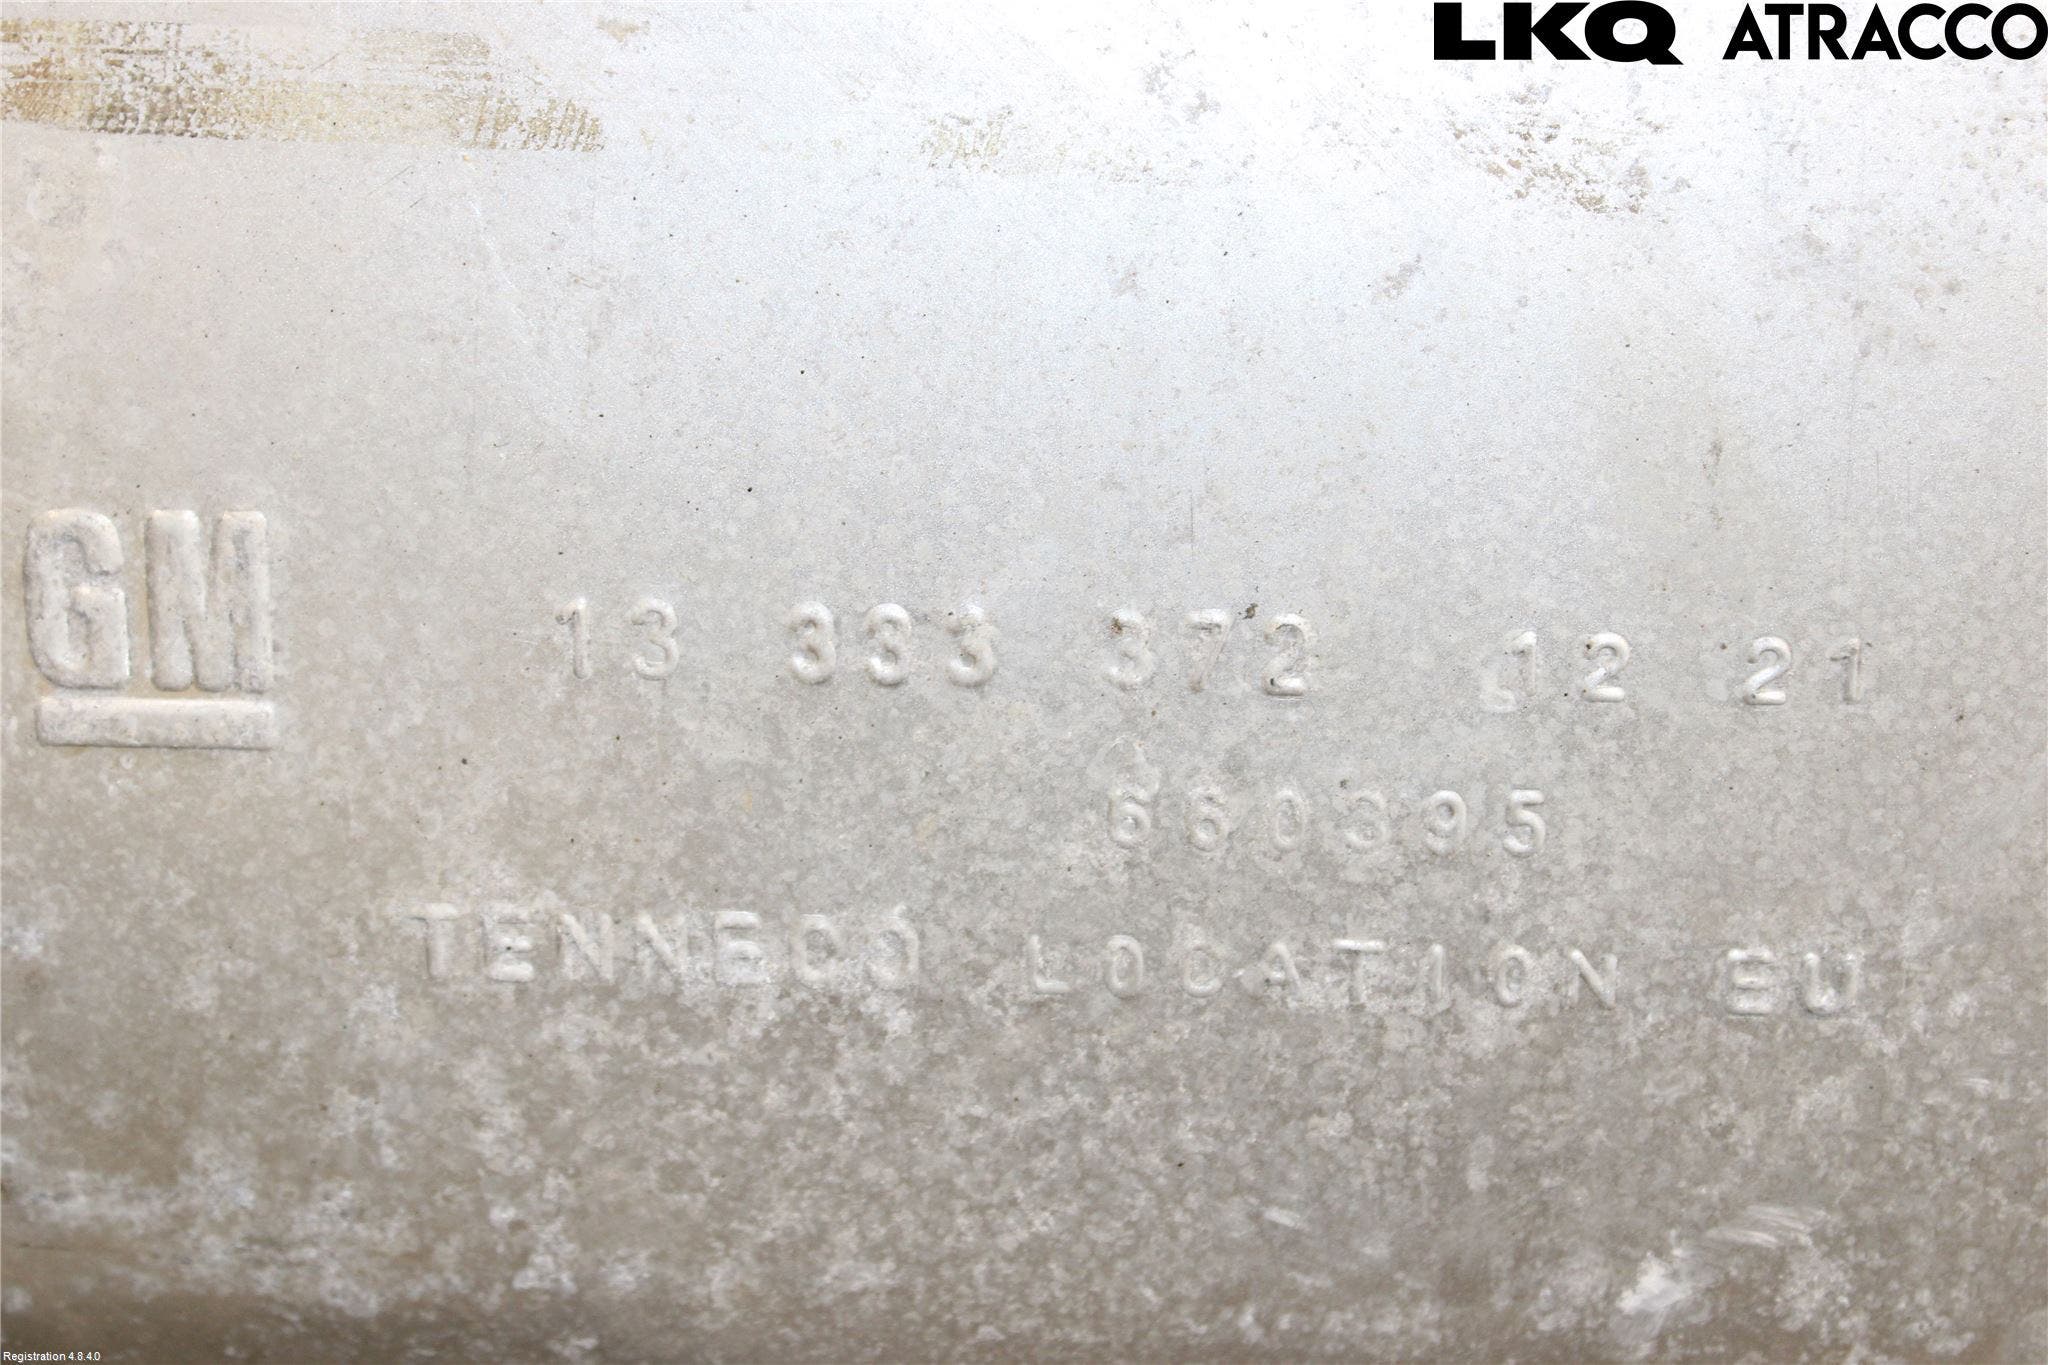 LKQ ATRACCO
GM 13 333 372 12 21
660395
TENNECO LOCATION EU
Registration 4.8.4.0